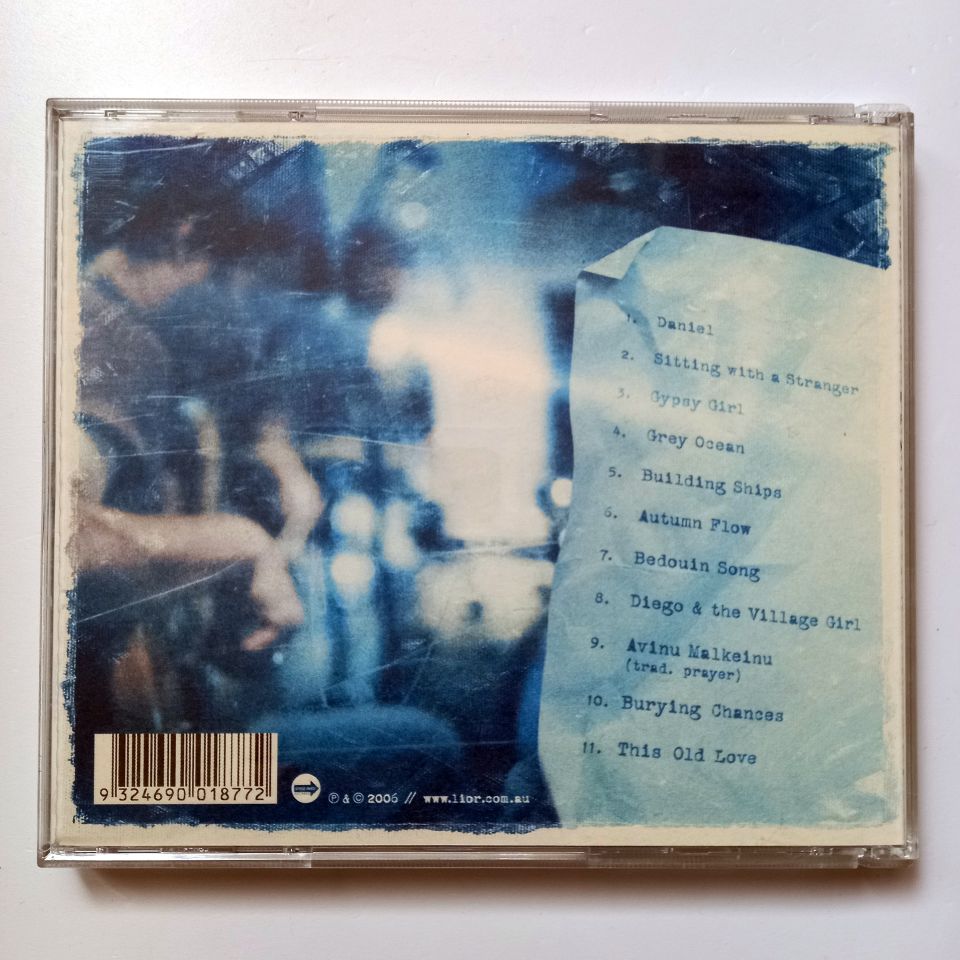 1. Daniel
2. Sitting with a Stranger
3. Gypsy Girl
4. Grey Ocean
5. Building Ships
6. Autumn Flow
7. Bedouin Song
8. Diego & the Village Girl
9. Avinu Malkeinu
(trad. prayer)
10. Burying Chances
11. This Old Love
9 324690 018772
℗ & © 2006 // www.lior.com.au